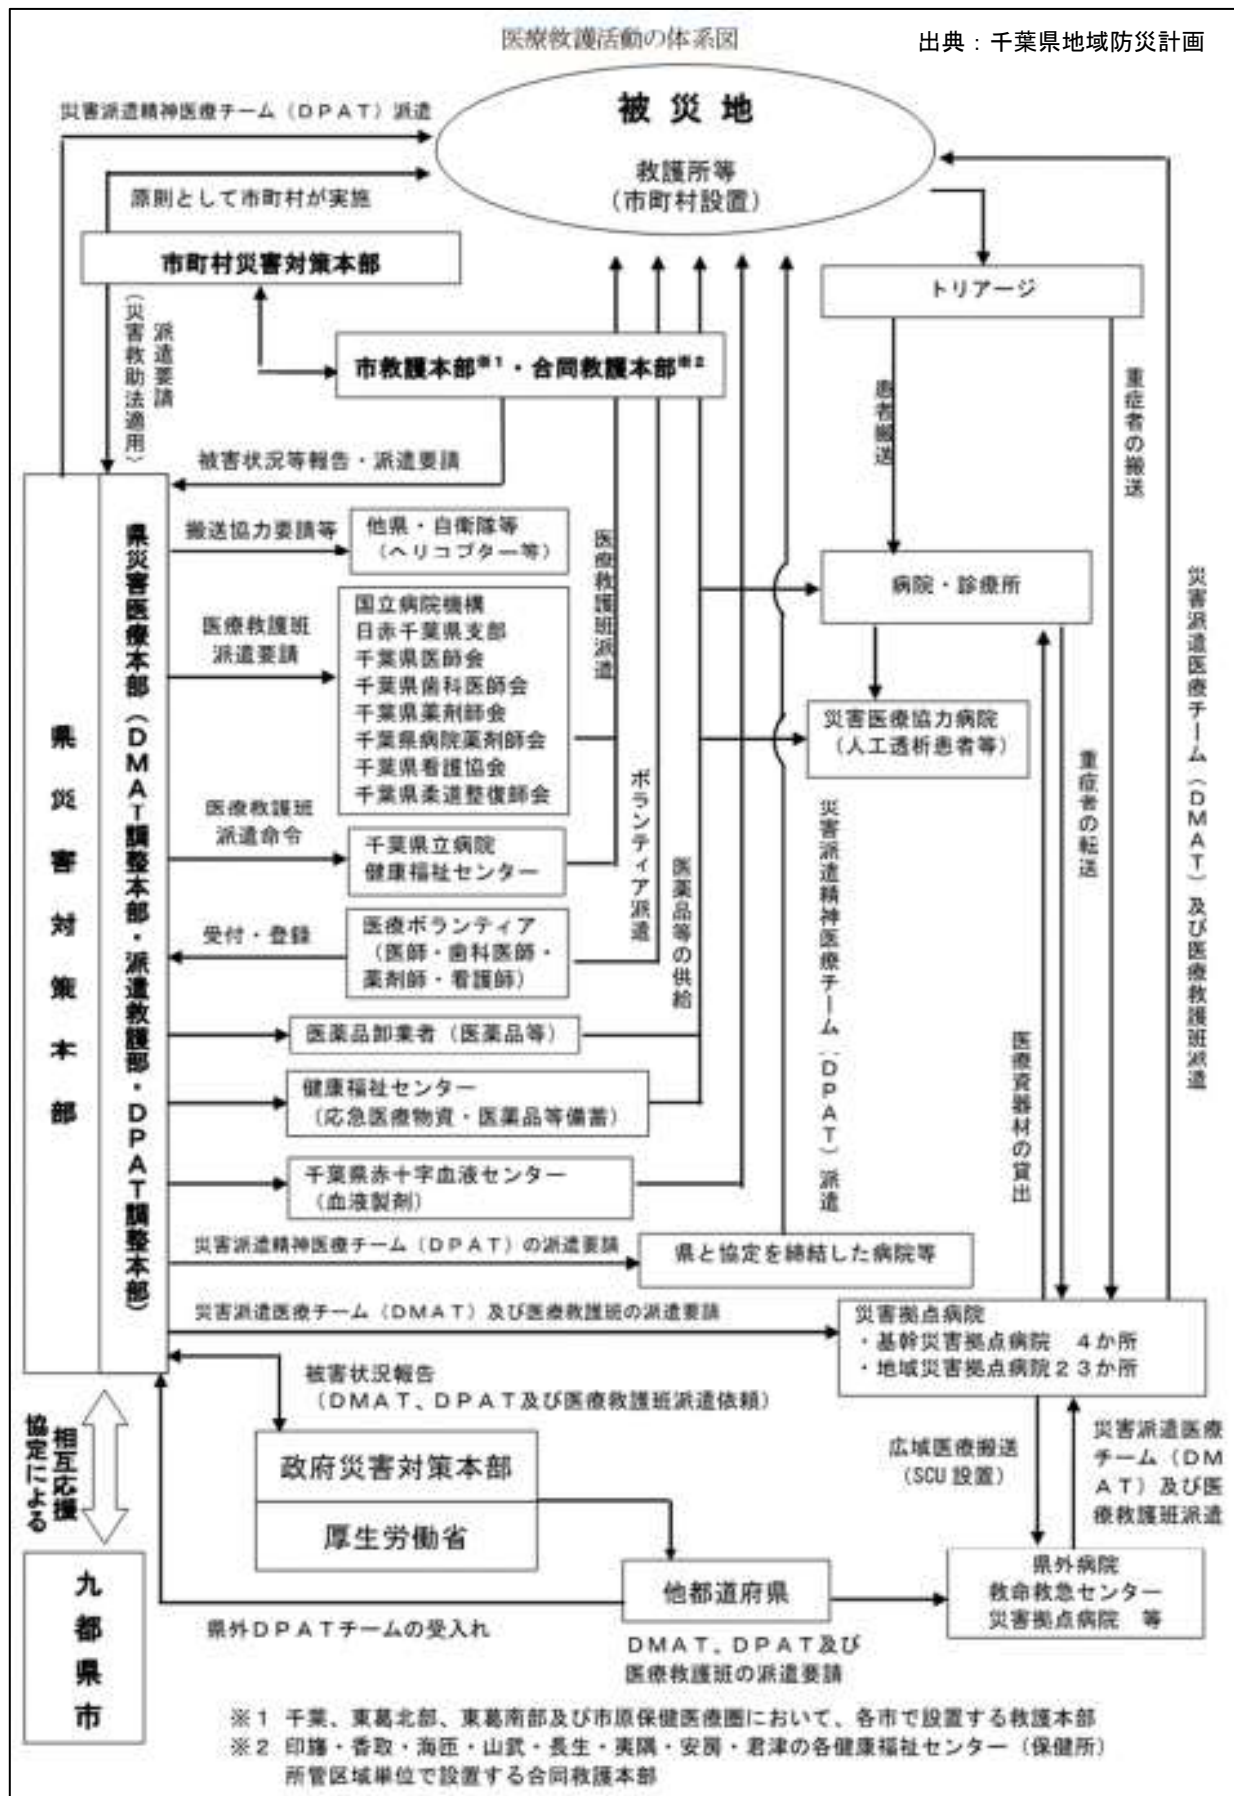 医療救護活動の体系図
出典：千葉県地域防災計画
被災地
救護所等
（市町村設置）
災害派遣精神医療チーム（ＤＰＡＴ）派遣
原則として市町村が実施
市町村災害対策本部
トリアージ
派遣要請
（災害救助法適用）
市救護本部※1・合同救護本部※2
患者搬送
重症者の搬送
被害状況等報告・派遣要請
県災害対策本部
県災害医療本部（ＤＭＡＴ調整本部・派遣救護部・ＤＰＡＴ調整本部）
搬送協力要請等
他県・自衛隊等
（ヘリコプター等）
医療救護班派遣
病院・診療所
災害派遣医療チーム（ＤＭＡＴ）及び医療救護班派遣
医療救護班
派遣要請
国立病院機構
日赤千葉県支部
千葉県医師会
千葉県歯科医師会
千葉県薬剤師会
千葉県病院薬剤師会
千葉県看護協会
千葉県柔道整復師会
災害医療協力病院
（人工透析患者等）
重症者の転送
医療救護班
派遣命令
千葉県立病院
健康福祉センター
ボランティア派遣
医薬品等の供給
災害派遣精神医療チーム（ＤＰＡＴ）派遣
受付・登録
医療ボランティア
（医師・歯科医師・
薬剤師・看護師）
医薬品卸業者（医薬品等）
医療資器材の貸出
健康福祉センター
（応急医療物資・医薬品等備蓄）
千葉県赤十字血液センター
（血液製剤）
災害派遣精神医療チーム（ＤＰＡＴ）の派遣要請
県と協定を締結した病院等
災害派遣医療チーム（ＤＭＡＴ）及び医療救護班の派遣要請
災害拠点病院
・基幹災害拠点病院　４か所
・地域災害拠点病院２３か所
被害状況報告
（ＤＭＡＴ、ＤＰＡＴ及び医療救護班派遣依頼）
相互応援
協定による
政府災害対策本部
厚生労働省
広域医療搬送
（SCU 設置）
災害派遣医療
チーム（ＤＭ
ＡＴ）及び医
療救護班派遣
九都県市
他都道府県
県外病院
救命救急センター
災害拠点病院　等
県外ＤＰＡＴチームの受入れ
ＤＭＡＴ、ＤＰＡＴ及び
医療救護班の派遣要請
※１ 千葉、東葛北部、東葛南部及び市原保健医療圏において、各市で設置する救護本部
※２ 印旛・香取・海匝・山武・長生・夷隅・安房・君津の各健康福祉センター（保健所）
所管区域単位で設置する合同救護本部